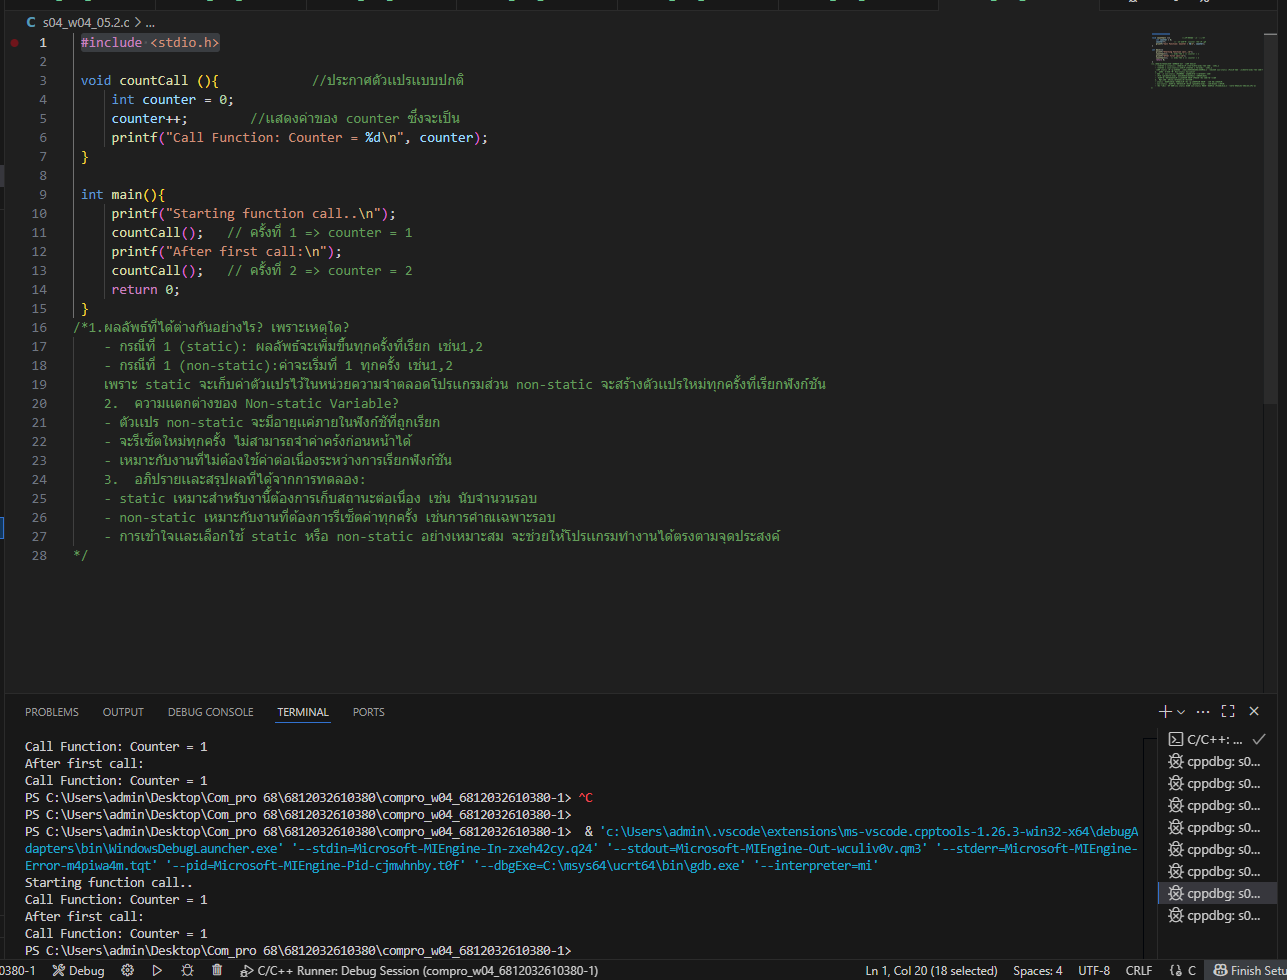 s04_w04_05.2.c > ...
1 #include <stdio.h>
2
3 void countCall (){ //ประกาศตัวแปรแบบปกติ
4 int counter = 0;
5 counter++; //แสดงค่าของ counter ซึ่งจะเป็น
6 printf("Call Function: Counter = %d\n", counter);
7 }
8
9 int main(){
10 printf("Starting function call..\n");
11 countCall(); // ครั้งที่ 1 => counter = 1
12 printf("After first call:\n");
13 countCall(); // ครั้งที่ 2 => counter = 2
14 return 0;
15 }
16 /*1.ผลลัพธ์ที่ได้ต่างกันอย่างไร? เพราะเหตุใด?
17 - กรณีที่ 1 (static): ผลลัพธ์จะเพิ่มขึ้นทุกครั้งที่เรียก เช่น1,2
18 - กรณีที่ 1 (non-static):ค่าจะเริ่มที่ 1 ทุกครั้ง เช่น1,2
19 เพราะ static จะเก็บค่าตัวแปรไว้ในหน่วยความจำตลอดโปรแกรมส่วน non-static จะสร้างตัวแปรใหม่ทุกครั้งที่เรียกฟังก์ชัน
20 2. ความแตกต่างของ Non-static Variable?
21 - ตัวแปร non-static จะมีอายุแค่ภายในฟังก์ชัที่ถูกเรียก
22 - จะรีเซ็ตใหม่ทุกครั้ง ไม่สามารถจำค่าครั้งก่อนหน้าได้
23 - เหมาะกับงานที่ไม่ต้องใช้ค่าต่อเนื่องระหว่างการเรียกฟังก์ชัน
24 3. อภิปรายและสรุปผลที่ได้จากการทดลอง:
25 - static เหมาะสำหรับงานี้ต้องการเก็บสถานะต่อเนื่อง เช่น นับจำนวนรอบ
26 - non-static เหมาะกับงานที่ต้องการรีเซ็ตค่าทุกครั้ง เช่นการคำณเฉพาะรอบ
27 - การเข้าใจและเลือกใช้ static หรือ non-static อย่างเหมาะสม จะช่วยให้โปรแกรมทำงานได้ตรงตามจุดประสงค์
28 */
PROBLEMS OUTPUT DEBUG CONSOLE TERMINAL PORTS
Call Function: Counter = 1
After first call:
Call Function: Counter = 1
PS C:\Users\admin\Desktop\Com_pro 68\6812032610380\compro_w04_6812032610380-1> ^C
PS C:\Users\admin\Desktop\Com_pro 68\6812032610380\compro_w04_6812032610380-1>
PS C:\Users\admin\Desktop\Com_pro 68\6812032610380\compro_w04_6812032610380-1> & 'c:\Users\admin\.vscode\extensions\ms-vscode.cpptools-1.26.3-win32-x64\debugA
dapters\bin\WindowsDebugLauncher.exe' '--stdin=Microsoft-MIEngine-In-zxeh42cy.q24' '--stdout=Microsoft-MIEngine-Out-wculiv0v.qm3' '--stderr=Microsoft-MIEngine-
Error-m4piwa4m.tqt' '--pid=Microsoft-MIEngine-Pid-cjmwhnby.t0f' '--dbgExe=C:\msys64\ucrt64\bin\gdb.exe' '--interpreter=mi'
Starting function call..
Call Function: Counter = 1
After first call:
Call Function: Counter = 1
PS C:\Users\admin\Desktop\Com_pro 68\6812032610380\compro_w04_6812032610380-1>
C/C++: ...
cppdbg: s0...
cppdbg: s0...
cppdbg: s0...
cppdbg: s0...
cppdbg: s0...
cppdbg: s0...
cppdbg: s0...
cppdbg: s0...
0380-1 Debug C/C++ Runner: Debug Session (compro_w04_6812032610380-1) Ln 1, Col 20 (18 selected) Spaces: 4 UTF-8 CRLF {} C Finish Setu